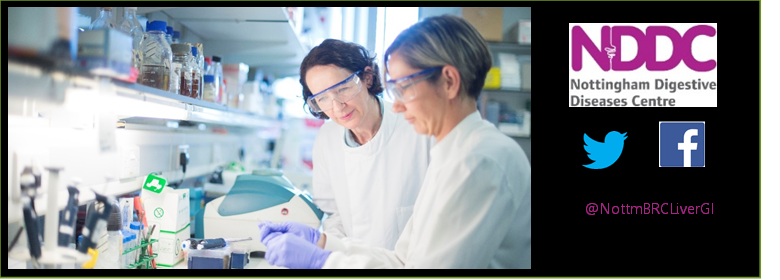 NDDC
Nottingham Digestive
Diseases Centre
@NottmBRCLiverGI